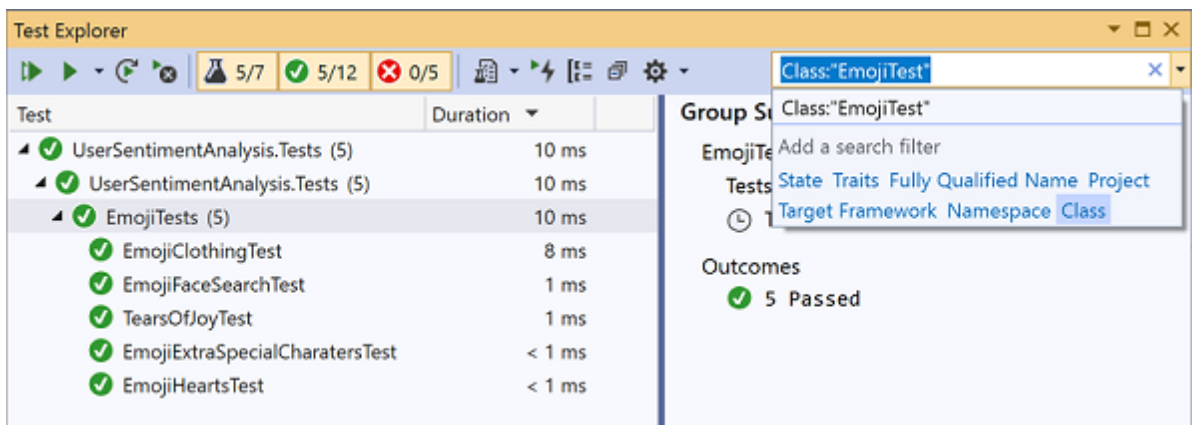 Test Explorer
5/7 5/12 0/5 Class:"EmojiTest"
Test Duration
Class:"EmojiTest"
Group
Add a search filter
State Traits Fully Qualified Name Project
Target Framework Namespace Class
UserSentimentAnalysis.Tests (5) 10 ms
UserSentimentAnalysis.Tests (5) 10 ms
EmojiTests (5) 10 ms
EmojiClothingTest 8 ms
EmojiFaceSearchTest 1 ms
TearsOfJoyTest 1 ms
EmojiExtraSpecialCharatersTest < 1 ms
EmojiHeartsTest < 1 ms
Tests
Outcomes
5 Passed